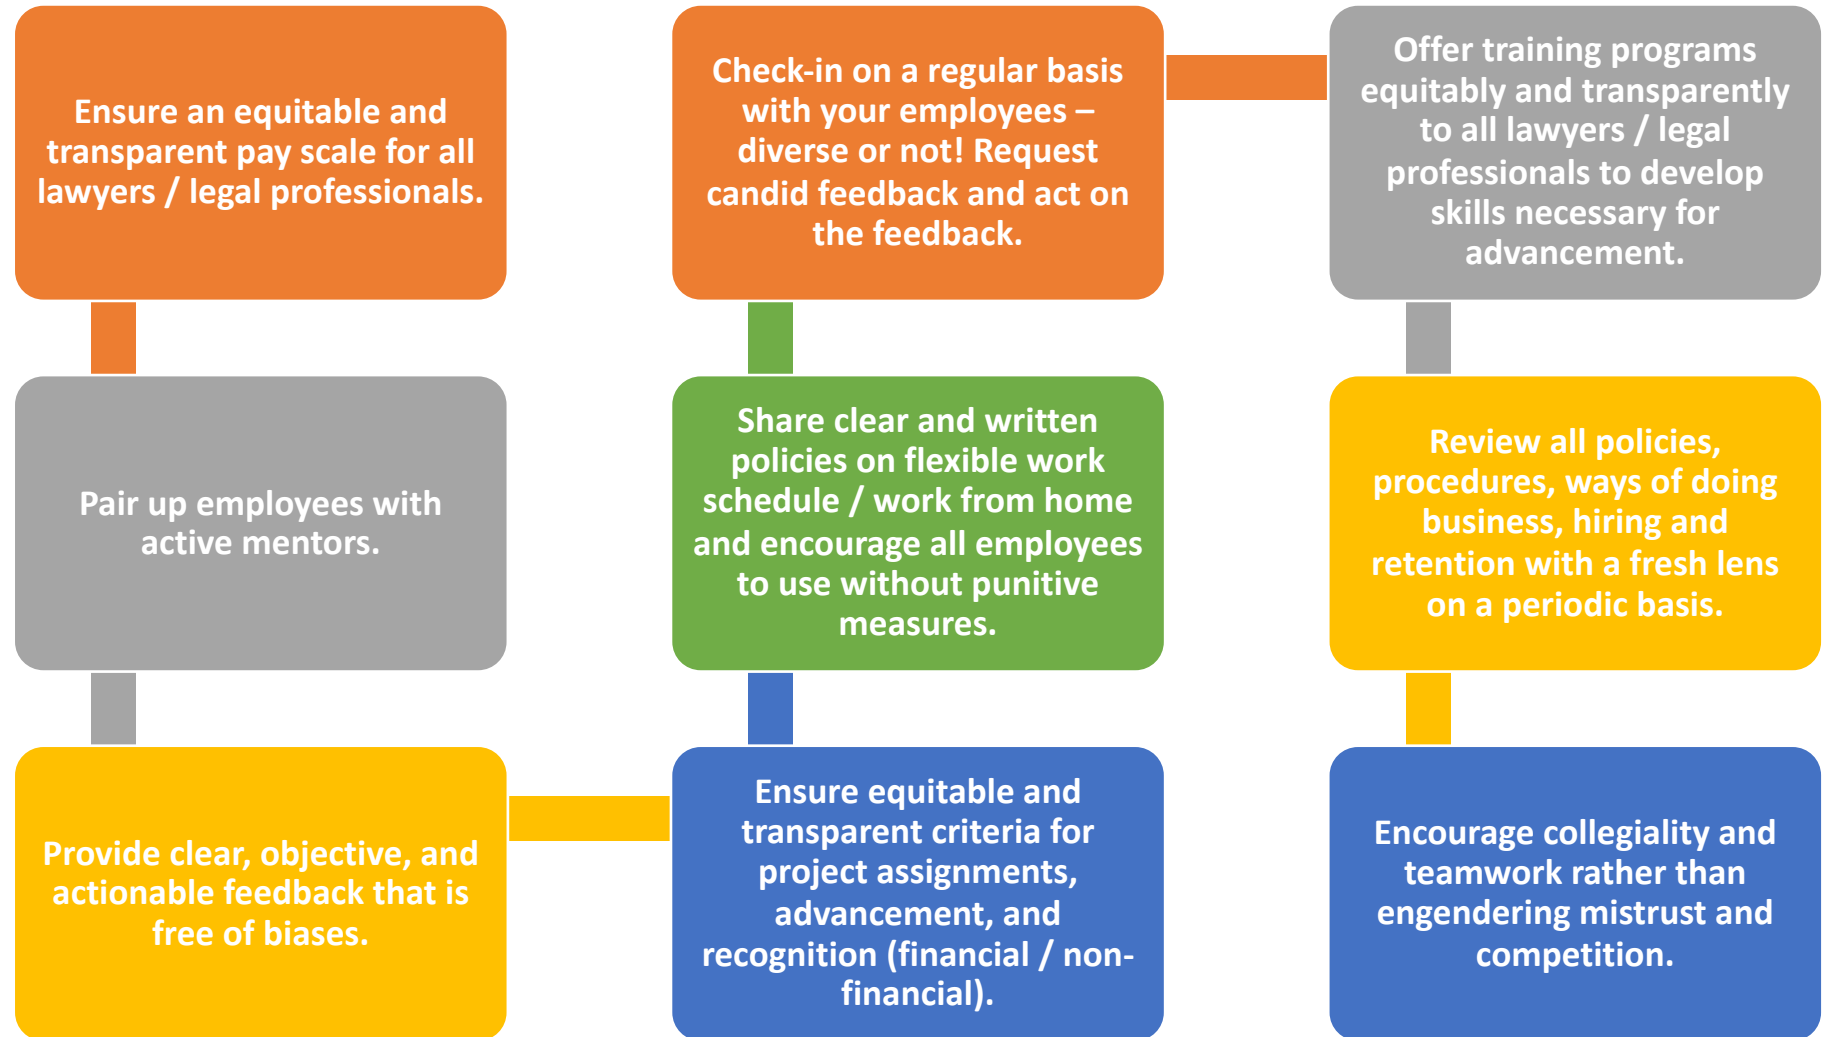 Ensure an equitable and
transparent pay scale for all
lawyers / legal professionals.
Pair up employees with
active mentors.
Provide clear, objective, and
actionable feedback that is
free of biases.
Ensure equitable and
transparent criteria for
project assignments,
advancement, and
recognition (financial / non-
financial).
Share clear and written
policies on flexible work
schedule / work from home
and encourage all employees
to use without punitive
measures.
Check-in on a regular basis
with your employees –
diverse or not! Request
candid feedback and act on
the feedback.
Offer training programs
equitably and transparently
to all lawyers / legal
professionals to develop
skills necessary for
advancement.
Review all policies,
procedures, ways of doing
business, hiring and
retention with a fresh lens
on a periodic basis.
Encourage collegiality and
teamwork rather than
engendering mistrust and
competition.